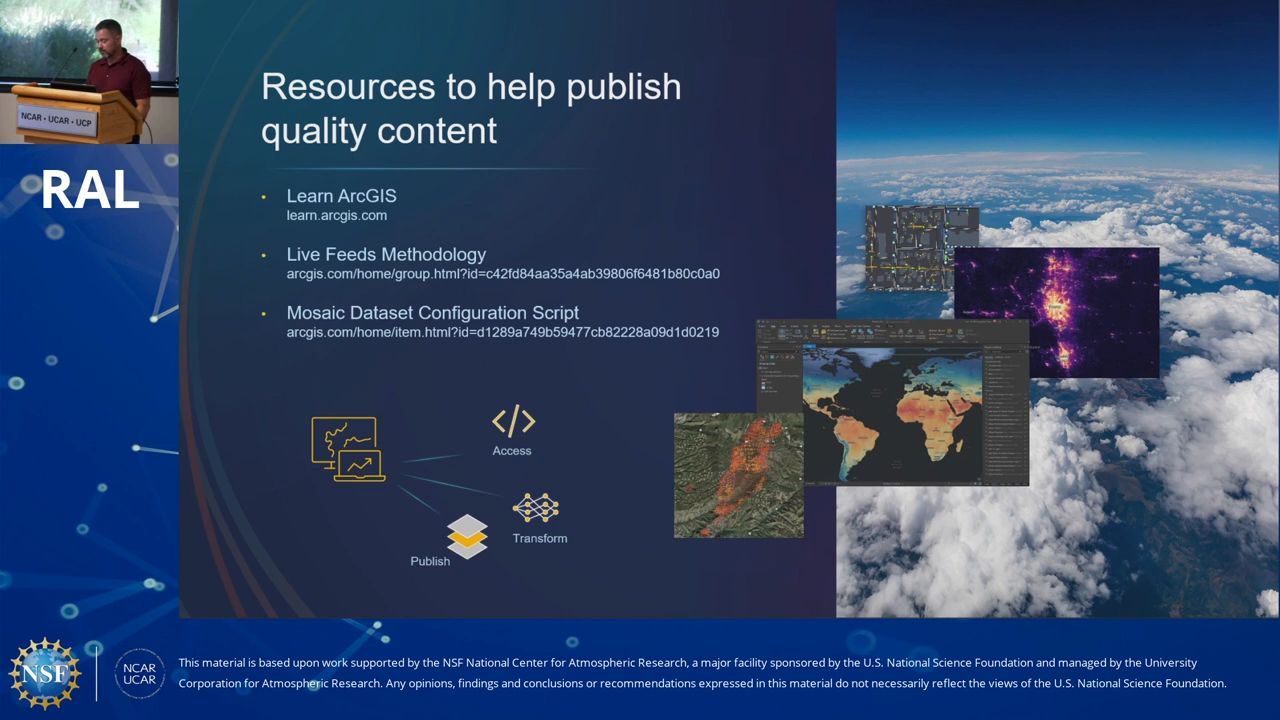 NCAR • UCAR • UCP
RAL
Resources to help publish
quality content
• Learn ArcGIS
learn.arcgis.com
• Live Feeds Methodology
arcgis.com/home/group.html?id=c42fd84aa35a4ab39806f6481b80c0a0
• Mosaic Dataset Configuration Script
arcgis.com/home/item.html?id=d1289a749b59477cb82228a09d1d0219
Access
Transform
Publish
NSF
NCAR
UCAR
This material is based upon work supported by the NSF National Center for Atmospheric Research, a major facility sponsored by the U.S. National Science Foundation and managed by the University
Corporation for Atmospheric Research. Any opinions, findings and conclusions or recommendations expressed in this material do not necessarily reflect the views of the U.S. National Science Foundation.